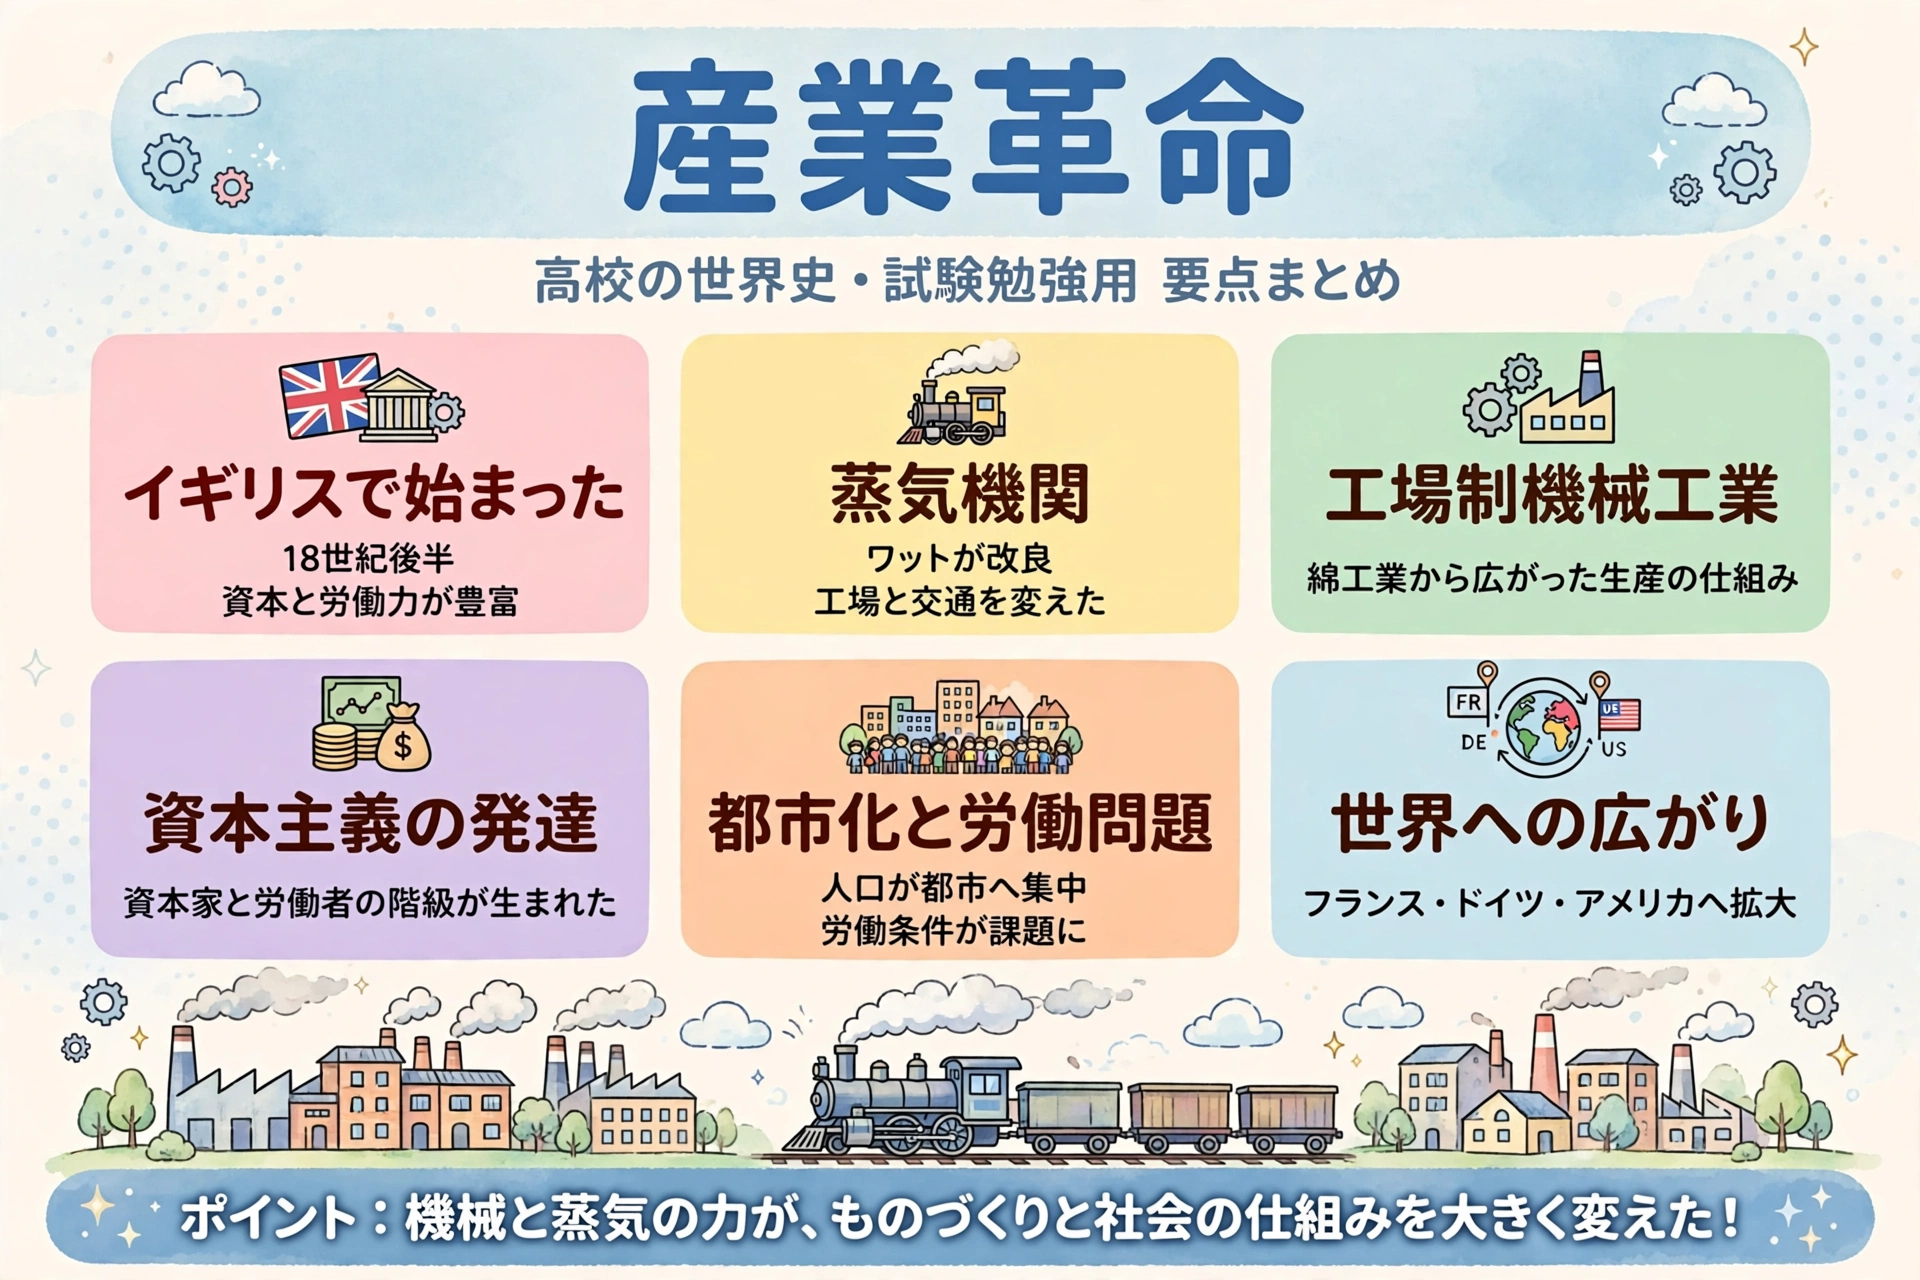 産業革命
高校の世界史・試験勉強用 要点まとめ
イギリスで始まった
18世紀後半
資本と労働力が豊富
蒸気機関
ワットが改良
工場と交通を変えた
工場制機械工業
綿工業から広がった生産の仕組み
$
資本主義の発達
資本家と労働者の階級が生まれた
都市化と労働問題
人口が都市へ集中
労働条件が課題に
FR
UE
DE
US
世界への広がり
フランス・ドイツ・アメリカへ拡大
ポイント：機械と蒸気の力が、ものづくりと社会の仕組みを大きく変えた！